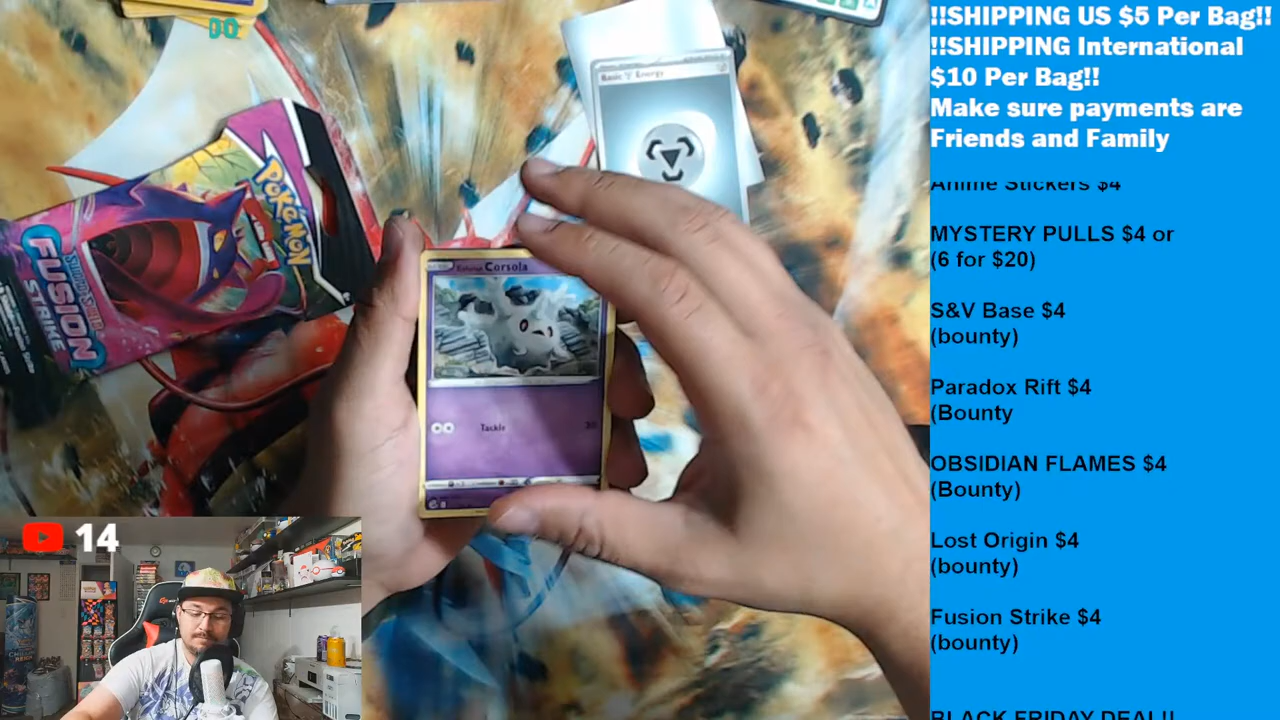 !!SHIPPING US $5 Per Bag!!
!!SHIPPING International
$10 Per Bag!!
Make sure payments are
Friends and Family
Anime Stickers $4
MYSTERY PULLS $4 or
(6 for $20)
S&V Base $4
(bounty)
Paradox Rift $4
(Bounty
OBSIDIAN FLAMES $4
(Bounty)
Lost Origin $4
(bounty)
Fusion Strike $4
(bounty)
BLACK FRIDAY DEAL!!
DO
Basic Energy
POKÉMON
FUSION
STRIKE
Galarian Corsola
Tackle
14